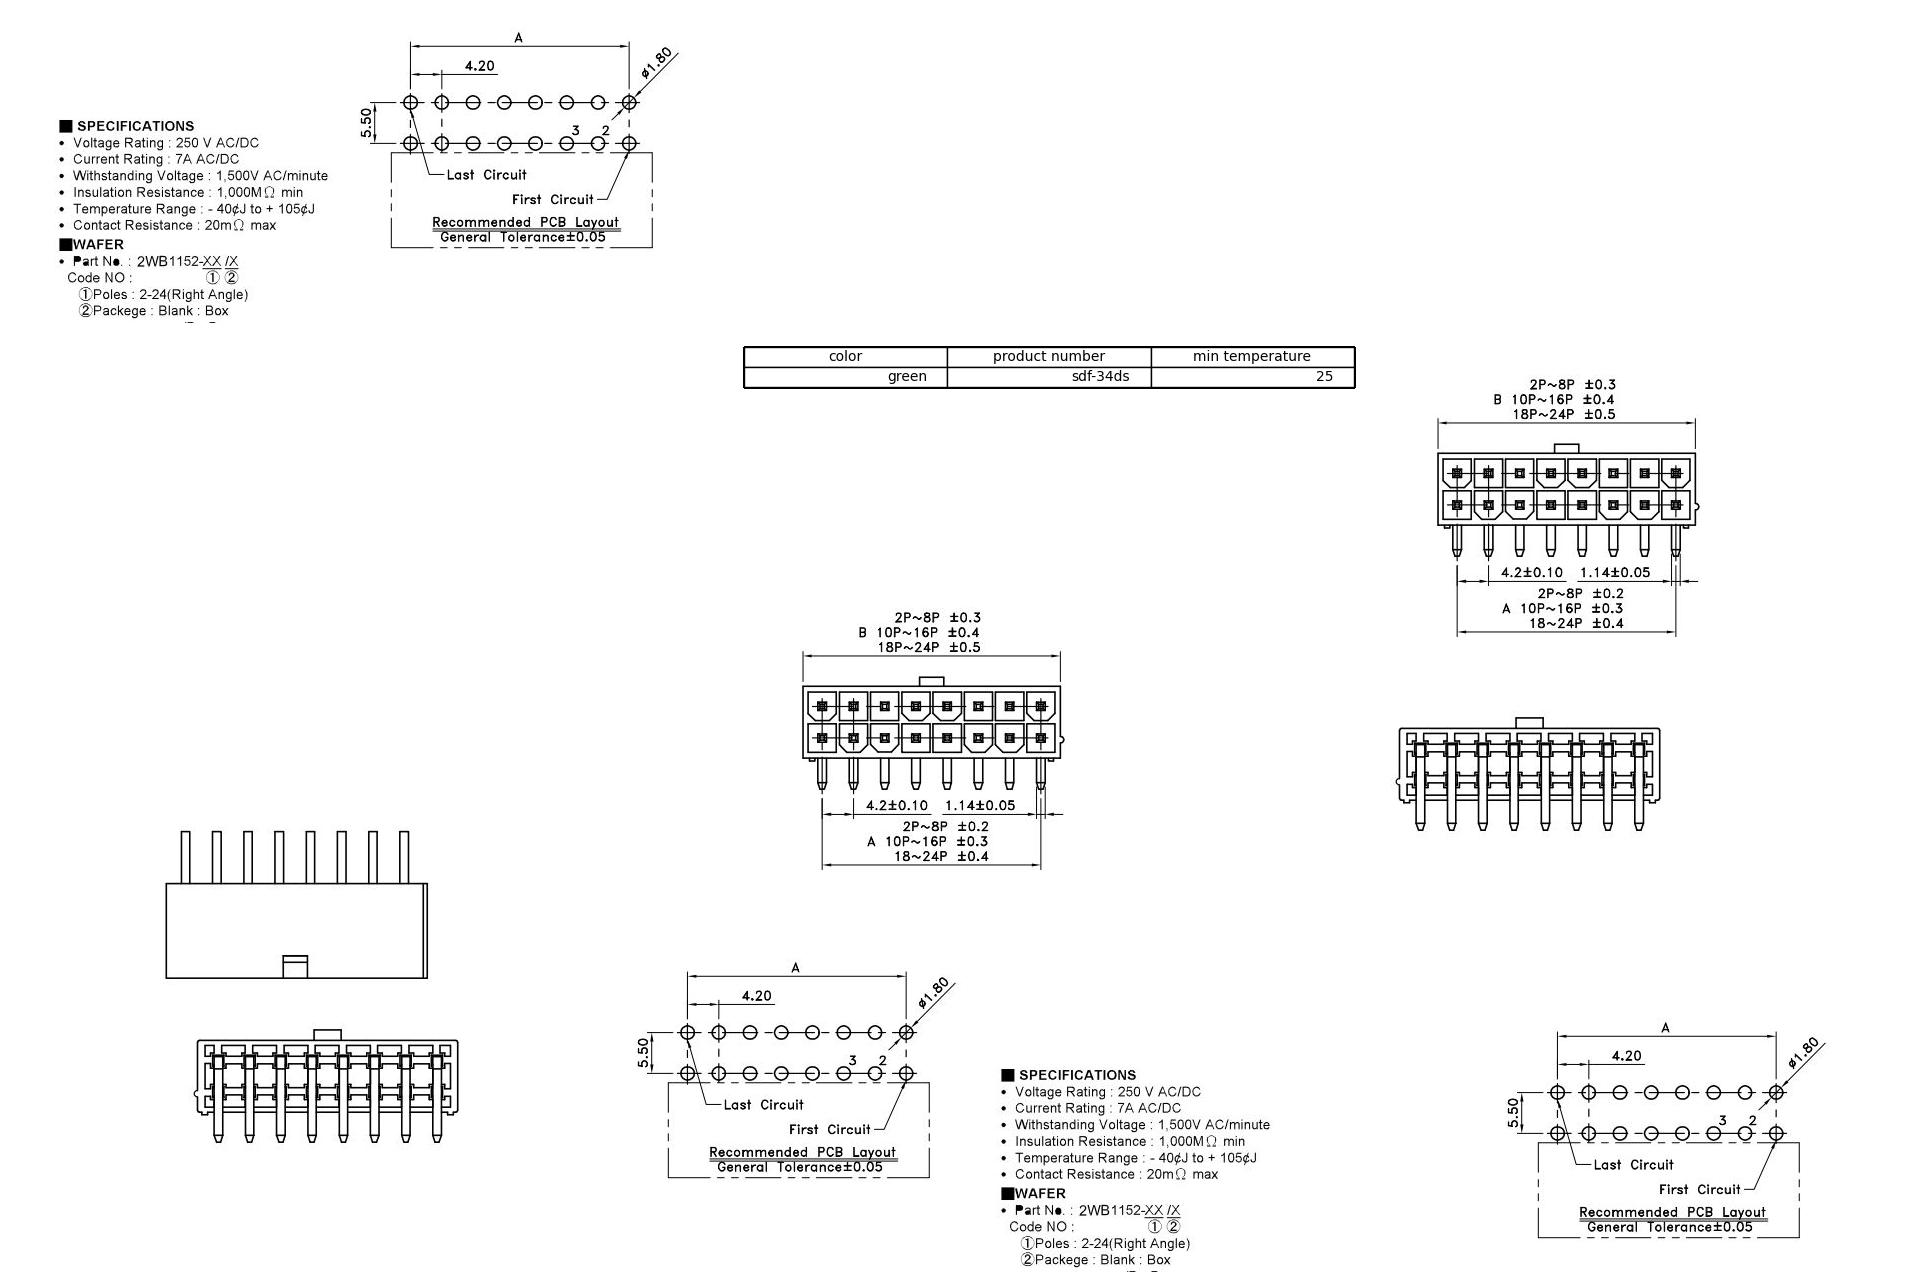 A
4.20
ø1.80
5.50
3 2
Last Circuit
First Circuit
Recommended PCB Layout
General Tolerance±0.05
■ SPECIFICATIONS
• Voltage Rating : 250 V AC/DC
• Current Rating : 7A AC/DC
• Withstanding Voltage : 1,500V AC/minute
• Insulation Resistance : 1,000MΩ min
• Temperature Range : - 40¢J to + 105¢J
• Contact Resistance : 20mΩ max
■WAFER
• Part No. : 2WB1152-XX /X
Code NO : ① ②
①Poles : 2-24(Right Angle)
②Packege : Blank : Box
color product number min temperature
green sdf-34ds 25
2P~8P ±0.3
B 10P~16P ±0.4
18P~24P ±0.5
4.2±0.10 1.14±0.05
2P~8P ±0.2
A 10P~16P ±0.3
18~24P ±0.4
2P~8P ±0.3
B 10P~16P ±0.4
18P~24P ±0.5
4.2±0.10 1.14±0.05
2P~8P ±0.2
A 10P~16P ±0.3
18~24P ±0.4
A
4.20
ø1.80
5.50
3 2
Last Circuit
First Circuit
Recommended PCB Layout
General Tolerance±0.05
■ SPECIFICATIONS
• Voltage Rating : 250 V AC/DC
• Current Rating : 7A AC/DC
• Withstanding Voltage : 1,500V AC/minute
• Insulation Resistance : 1,000MΩ min
• Temperature Range : - 40¢J to + 105¢J
• Contact Resistance : 20mΩ max
■WAFER
• Part No. : 2WB1152-XX /X
Code NO : ① ②
①Poles : 2-24(Right Angle)
②Packege : Blank : Box
A
4.20
ø1.80
5.50
3 2
Last Circuit
First Circuit
Recommended PCB Layout
General Tolerance±0.05